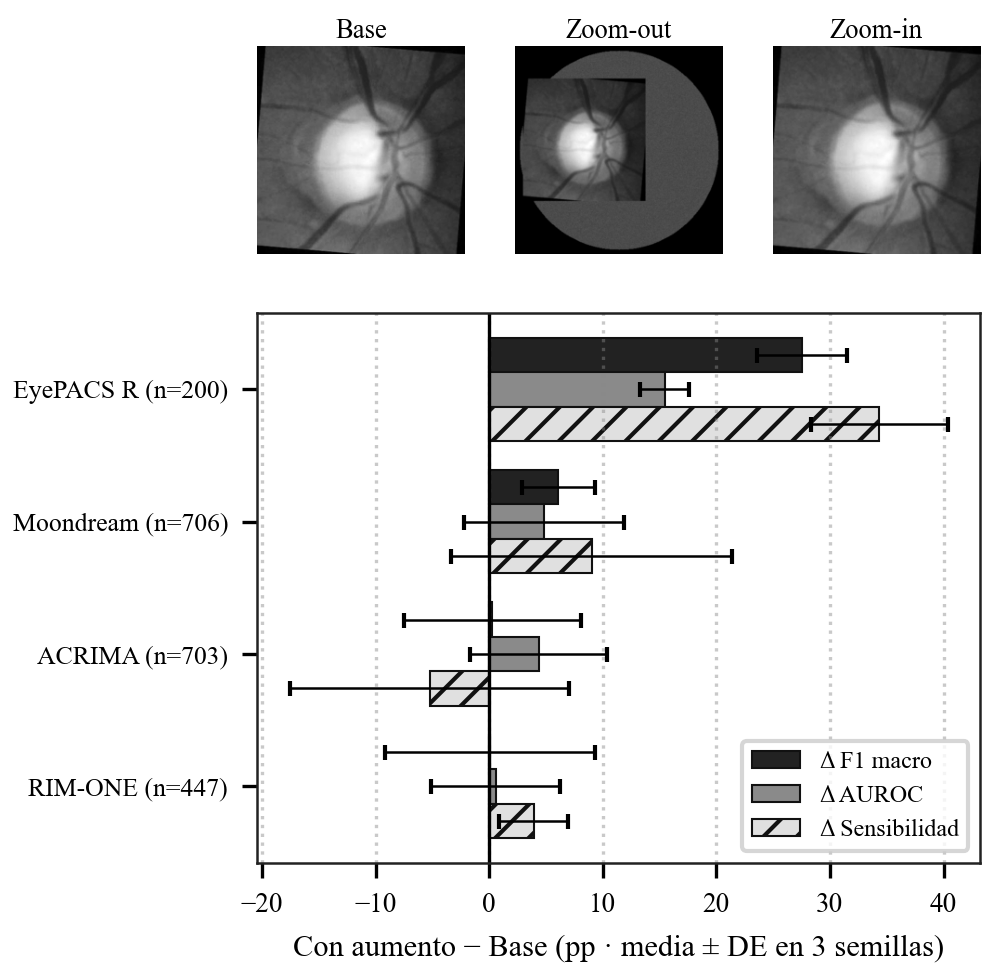 Base Zoom-out Zoom-in
EyePACS R (n=200)
Moondream (n=706)
ACRIMA (n=703)
RIM-ONE (n=447)
Δ F1 macro
Δ AUROC
Δ Sensibilidad
−20 −10 0 10 20 30 40
Con aumento − Base (pp · media ± DE en 3 semillas)